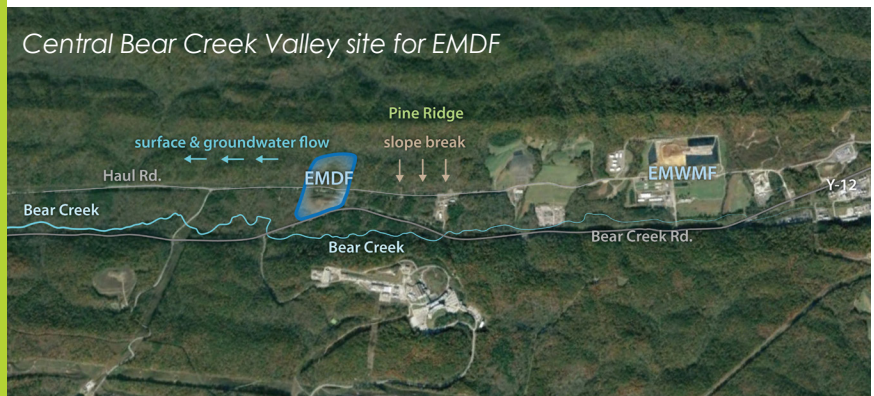 Central Bear Creek Valley site for EMDF
Pine Ridge
surface & groundwater flow
slope break
Haul Rd.
EMDF
EMWMF
Y-12
Bear Creek
Bear Creek
Bear Creek Rd.